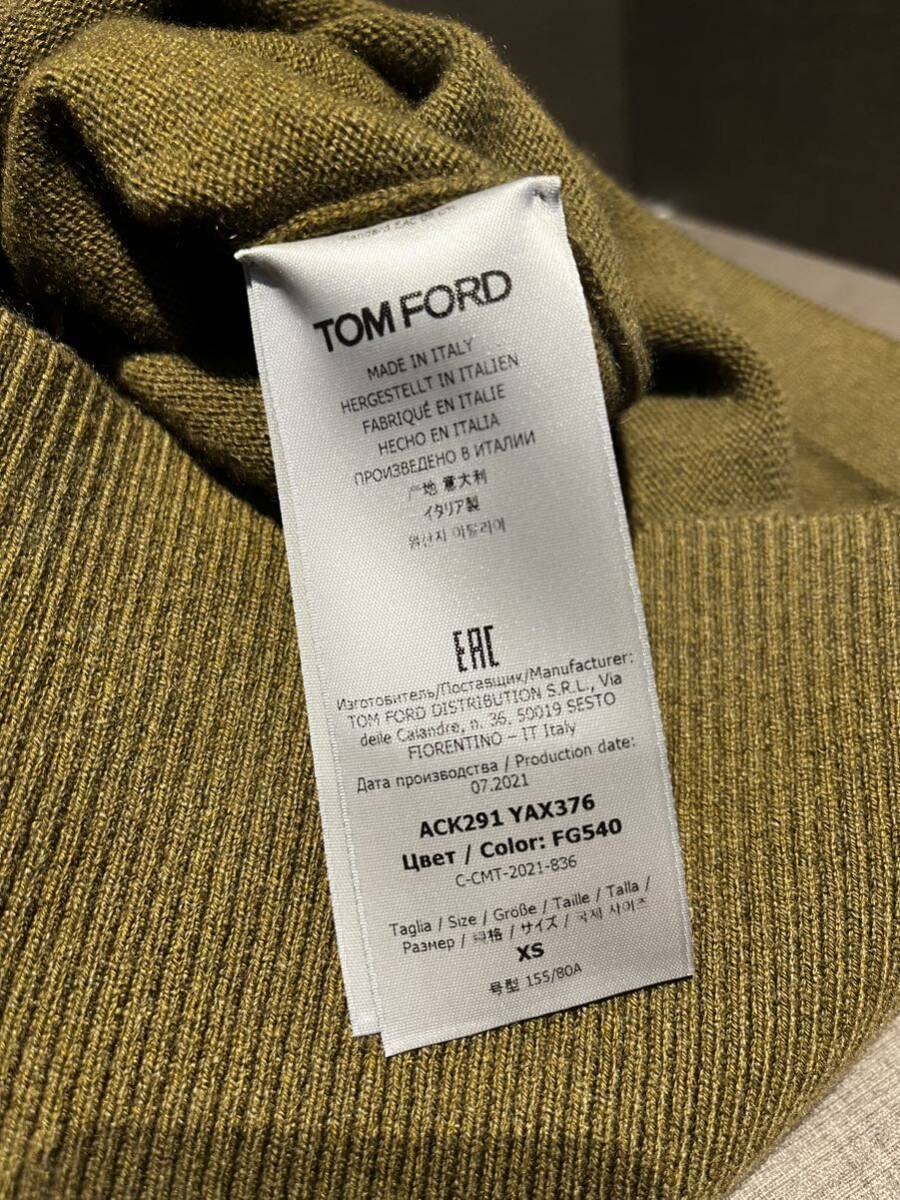 TOM FORD
MADE IN ITALY
HERGESTELLT IN ITALIEN
FABRIQUÉ EN ITALIE
HECHO EN ITALIA
ПРОИЗВЕДЕНО В ИТАЛИИ
产地 意大利
イタリア製
원산지 이탈리아
EAC
Изготовитель/Поставщик/Manufacturer:
TOM FORD DISTRIBUTION S.R.L., Via
delle Calandre, n. 36, 50019 SESTO
FIORENTINO – IT Italy
Дата производства / Production date:
07.2021
ACK291 YAX376
Цвет / Color: FG540
C-CMT-2021-836
Taglia / Size / Größe / Taille / Talla /
Размер / 規格 / サイズ / 국제 사이즈
XS
号型 155/80A